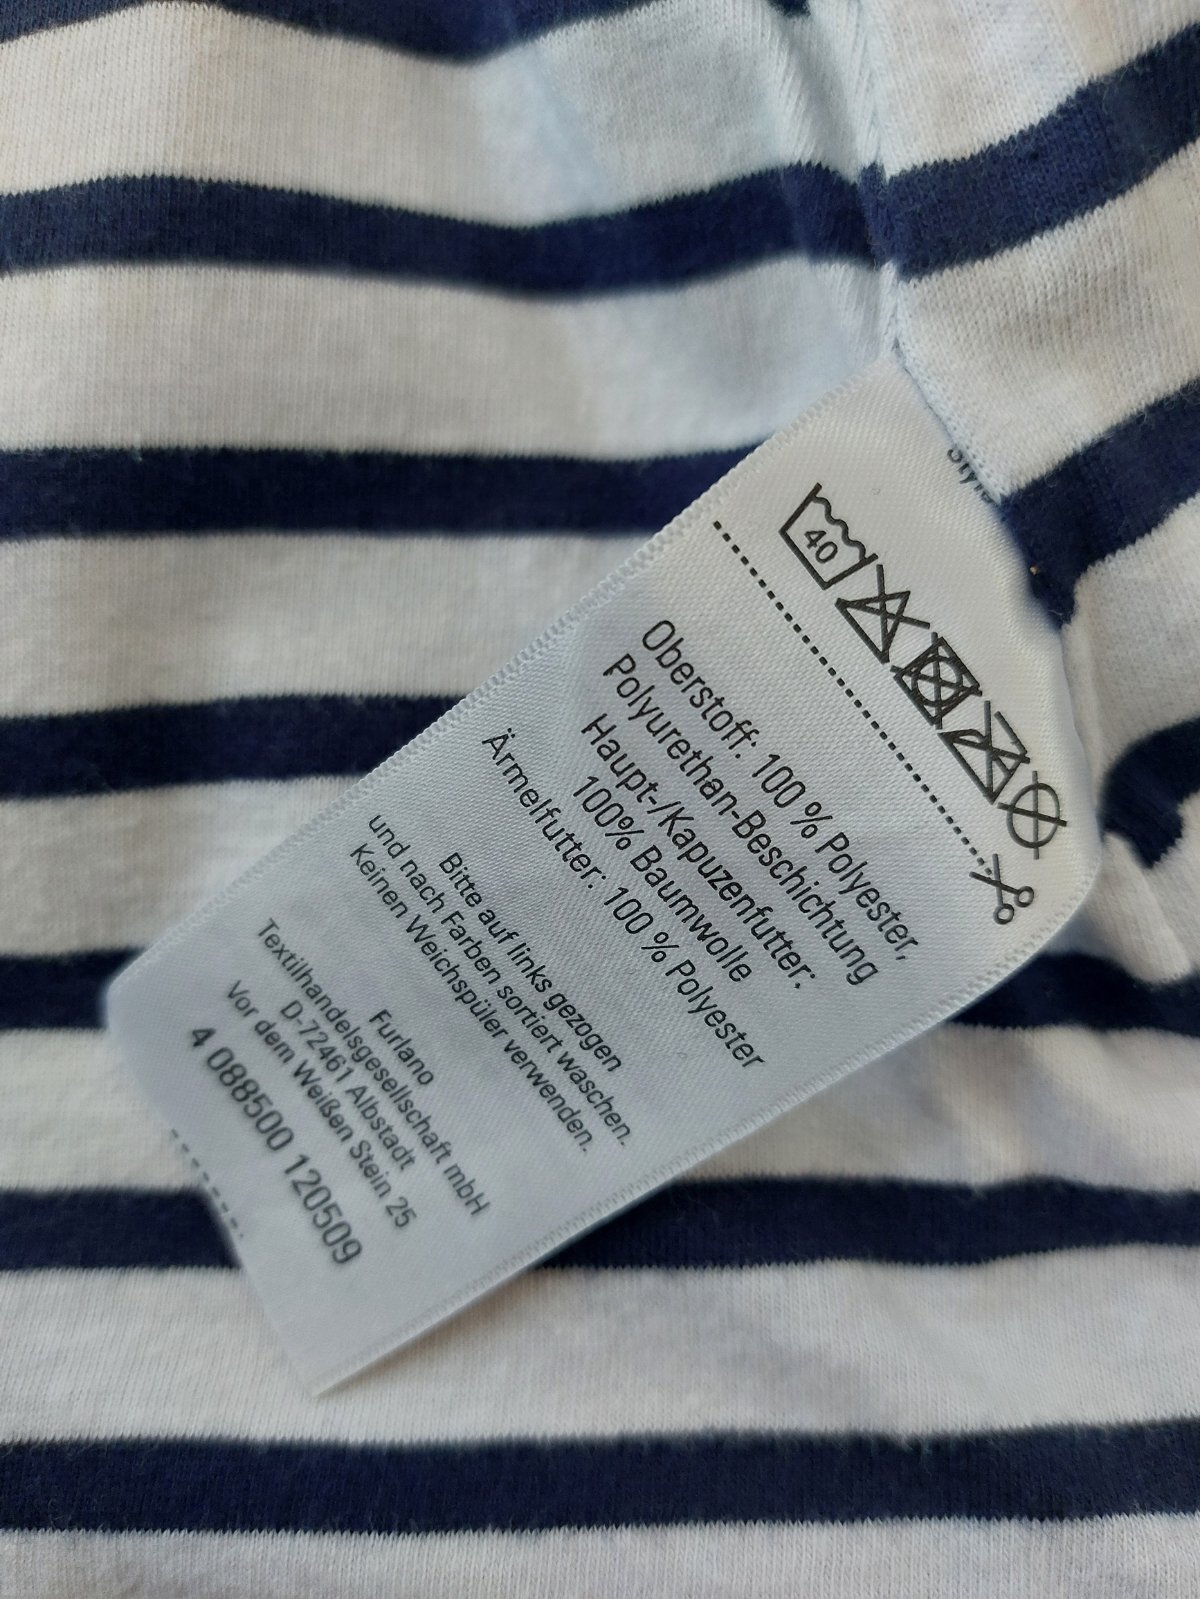 40
Oberstoff: 100 % Polyester,
Polyurethan-Beschichtung
Haupt-/Kapuzenfutter:
100% Baumwolle
Ärmelfutter: 100 % Polyester
Bitte auf links gezogen
und nach Farben sortiert waschen.
Keinen Weichspüler verwenden.
Furlano
Textilhandelsgesellschaft mbH
D-72461 Albstadt
Vor dem Weißen Stein 25
4 088500 120509